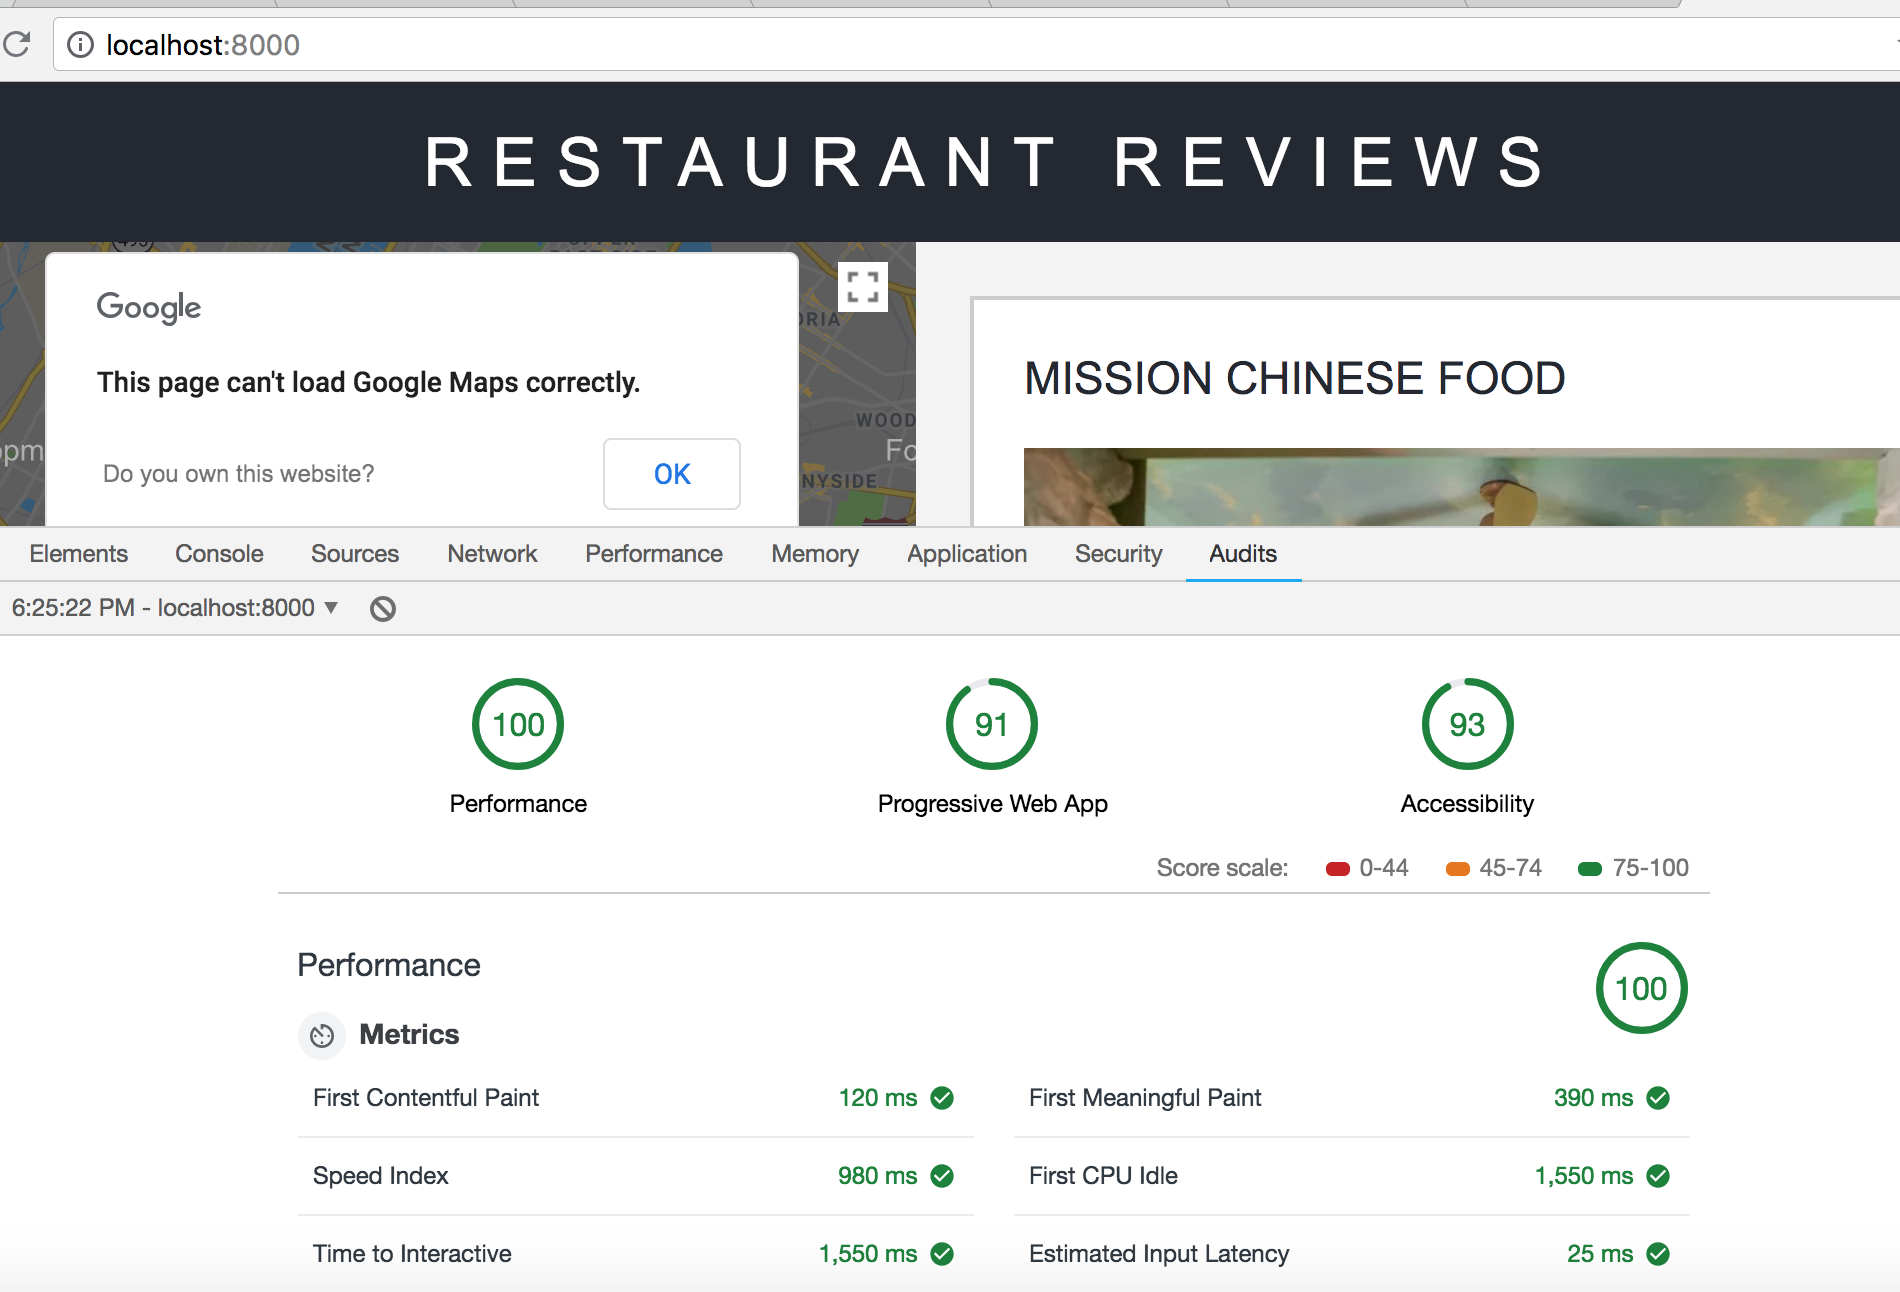 localhost:8000
RESTAURANT REVIEWS
Google
This page can't load Google Maps correctly.
Do you own this website?
OK
WOOD
Fo
MISSION CHINESE FOOD
Elements Console Sources Network Performance Memory Application Security Audits
6:25:22 PM - localhost:8000 ▼
100 91 93
Performance Progressive Web App Accessibility
Score scale: 0-44 45-74 75-100
Performance
100
Metrics
First Contentful Paint 120 ms First Meaningful Paint 390 ms
Speed Index 980 ms First CPU Idle 1,550 ms
Time to Interactive 1,550 ms Estimated Input Latency 25 ms